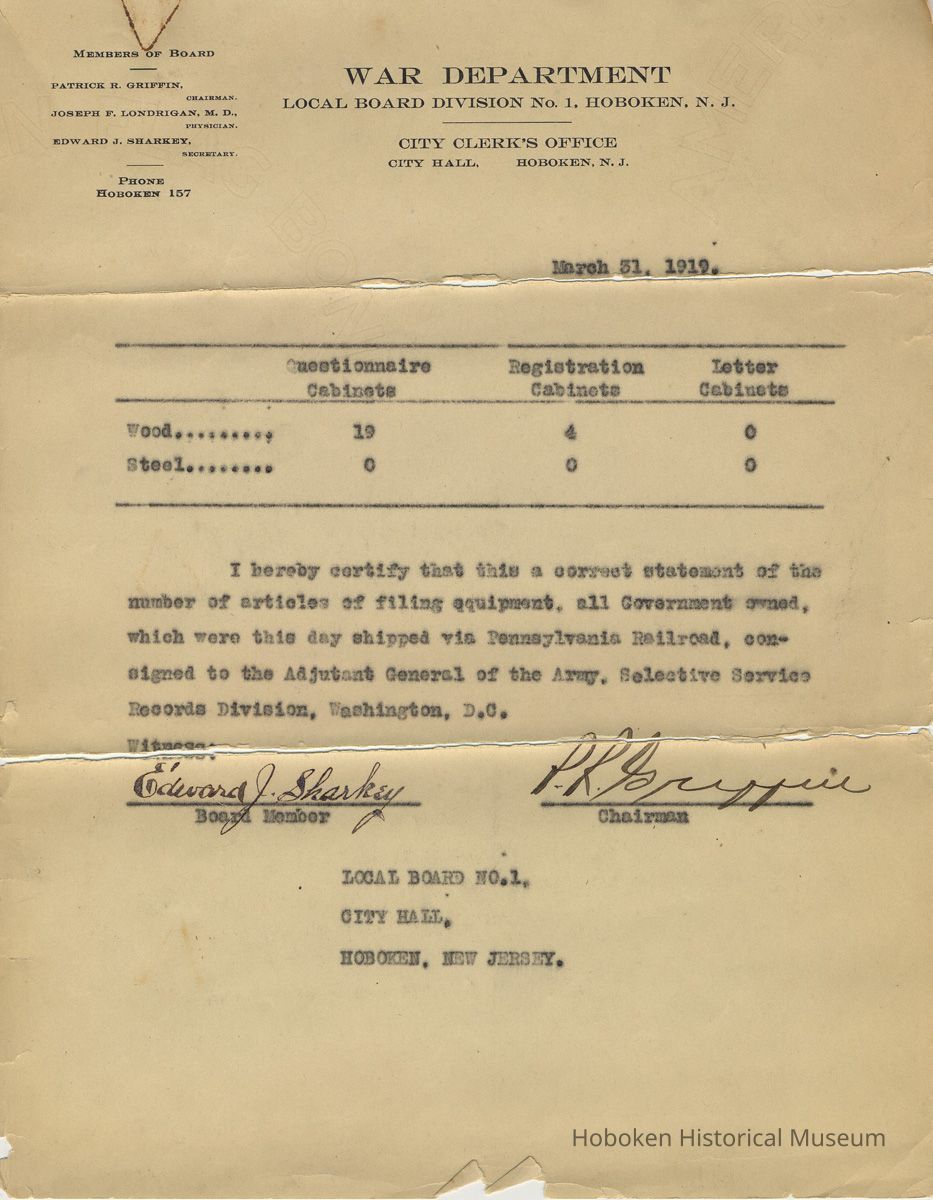 MEMBERS OF BOARD
PATRICK R. GRIFFIN,
CHAIRMAN.
JOSEPH F. LONDRIGAN, M. D.,
PHYSICIAN.
EDWARD J. SHARKEY,
SECRETARY.
PHONE
HOBOKEN 157
WAR DEPARTMENT
LOCAL BOARD DIVISION No. 1, HOBOKEN, N. J.
CITY CLERK'S OFFICE
CITY HALL, HOBOKEN, N. J.
March 31, 1919.
Questionnaire Registration Letter
Cabinets Cabinets Cabinets
Wood......... 19 4 0
Steel........ 0 0 0
I hereby certify that this a correct statement of the
number of articles of filing equipment, all Government owned,
which were this day shipped via Pennsylvania Railroad, con-
signed to the Adjutant General of the Army, Selective Service
Records Division, Washington, D.C.
Witness:
Edward J. Sharkey P.R. Griffin
Board Member Chairman
LOCAL BOARD NO.1,
CITY HALL,
HOBOKEN, NEW JERSEY.
Hoboken Historical Museum